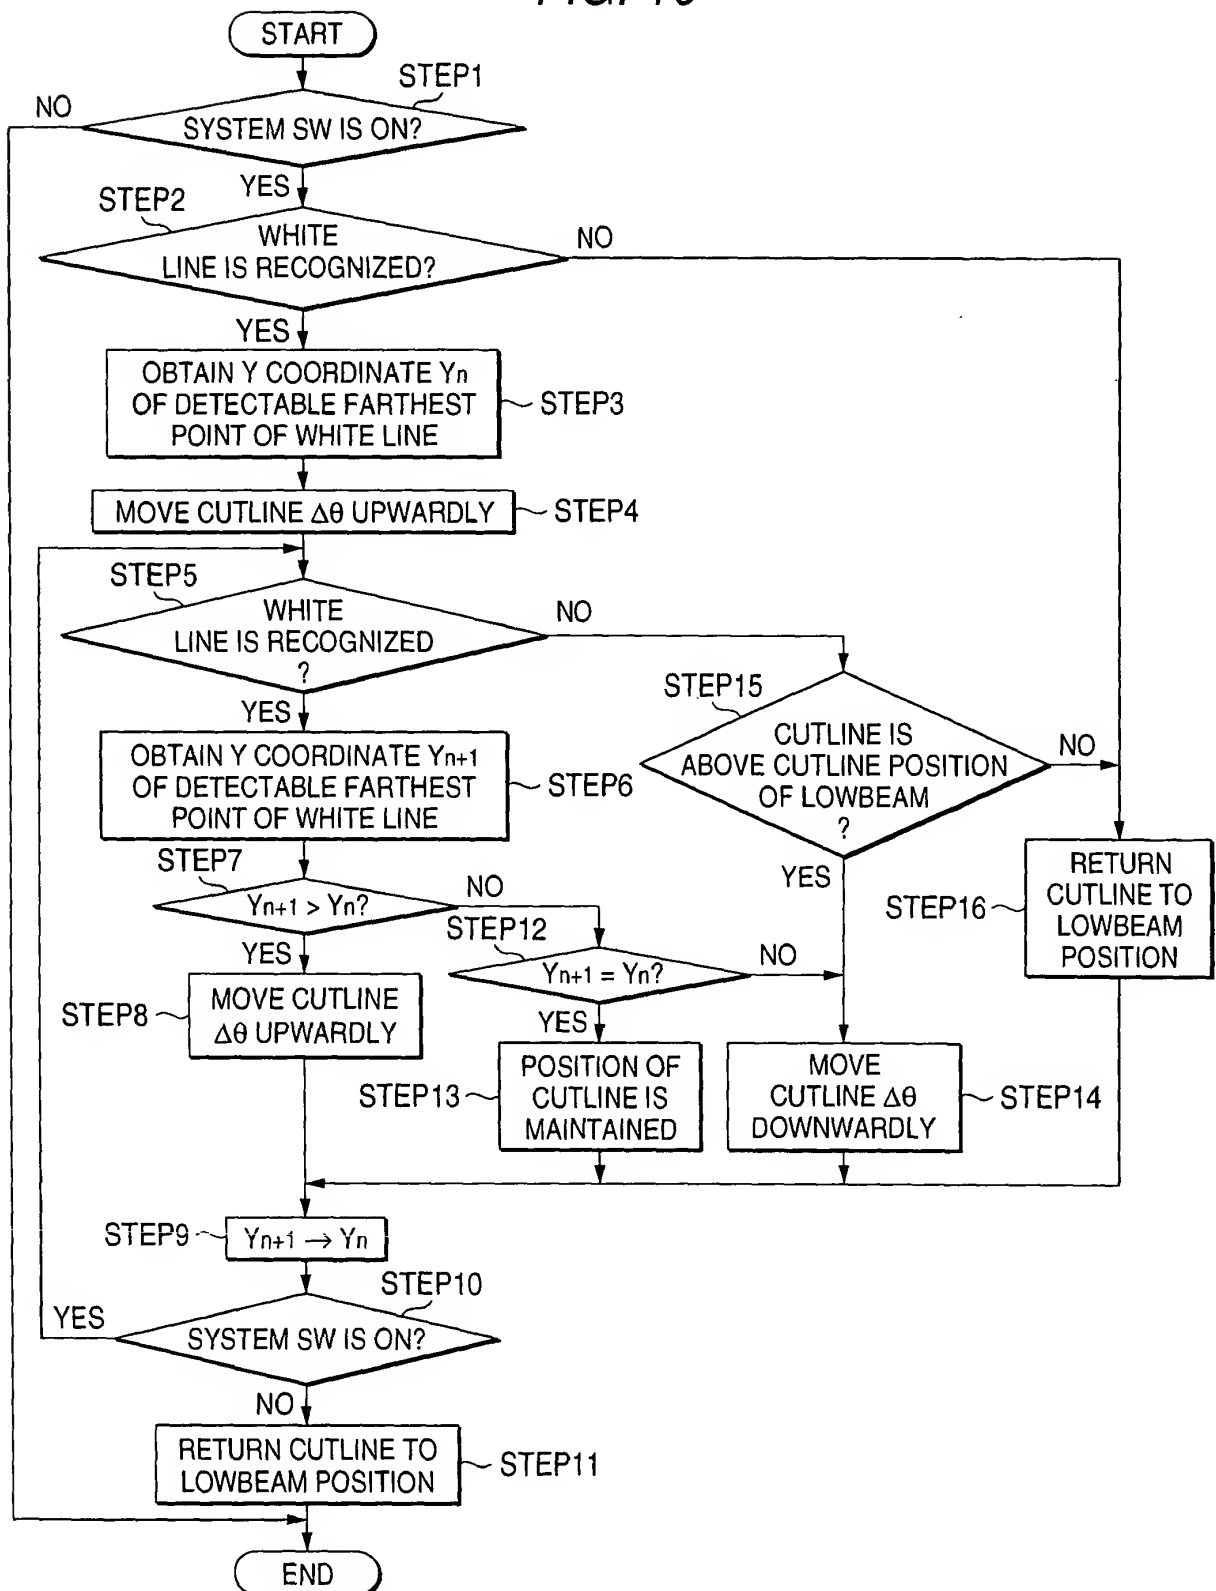 START
STEP1
NO
SYSTEM SW IS ON?
YES
STEP2
WHITE
LINE IS RECOGNIZED?
NO
YES
OBTAIN Y COORDINATE Yn
OF DETECTABLE FARTHEST
POINT OF WHITE LINE
STEP3
MOVE CUTLINE Δθ UPWARDLY
STEP4
STEP5
WHITE
LINE IS RECOGNIZED
?
NO
YES
STEP15
CUTLINE IS
ABOVE CUTLINE POSITION
OF LOWBEAM
?
NO
YES
OBTAIN Y COORDINATE Yn+1
OF DETECTABLE FARTHEST
POINT OF WHITE LINE
STEP6
STEP7
Yn+1 > Yn?
NO
YES
STEP12
Yn+1 = Yn?
NO
YES
STEP16
RETURN
CUTLINE TO
LOWBEAM
POSITION
STEP8
MOVE CUTLINE
Δθ UPWARDLY
STEP13
POSITION OF
CUTLINE IS
MAINTAINED
MOVE
CUTLINE Δθ
DOWNWARDLY
STEP14
STEP9
Yn+1 → Yn
STEP10
YES
SYSTEM SW IS ON?
NO
RETURN CUTLINE TO
LOWBEAM POSITION
STEP11
END